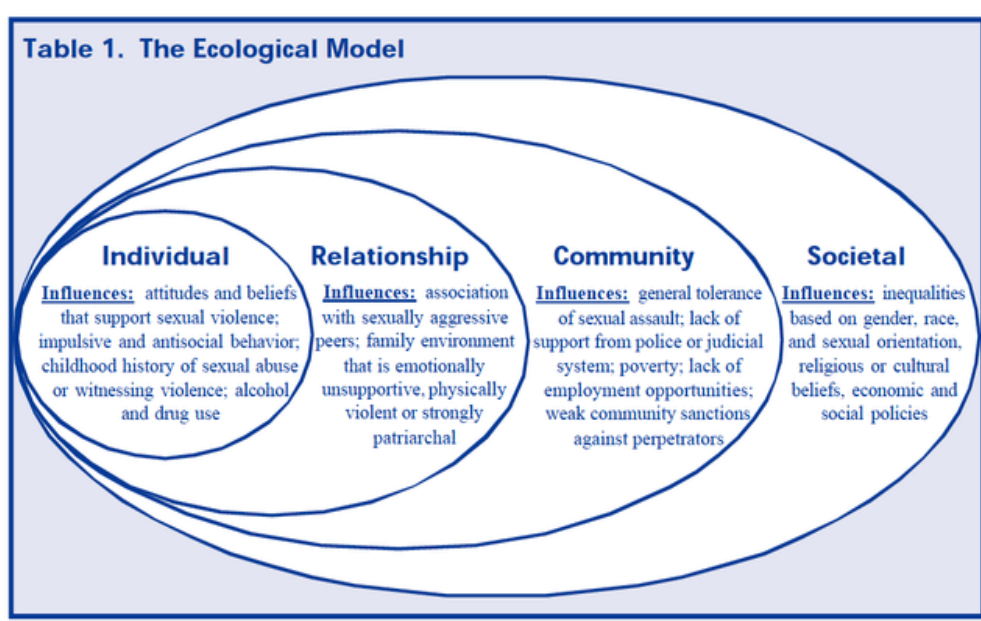 Table 1. The Ecological Model
Individual
Influences: attitudes and beliefs
that support sexual violence;
impulsive and antisocial behavior;
childhood history of sexual abuse
or witnessing violence; alcohol
and drug use
Relationship
Influences: association
with sexually aggressive
peers; family environment
that is emotionally
unsupportive, physically
violent or strongly
patriarchal
Community
Influences: general tolerance
of sexual assault; lack of
support from police or judicial
system; poverty; lack of
employment opportunities;
weak community sanctions
against perpetrators
Societal
Influences: inequalities
based on gender, race,
and sexual orientation,
religious or cultural
beliefs, economic and
social policies